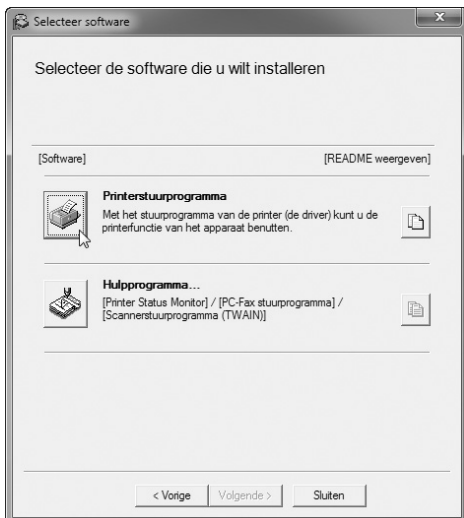 Selecteer software
Selecteer de software die u wilt installeren
[Software] [README weergeven]
Printerstuurprogramma
Met het stuurprogramma van de printer (de driver) kunt u de
printerfunctie van het apparaat benutten.
Hulpprogramma...
[Printer Status Monitor] / [PC-Fax stuurprogramma] /
[Scannerstuurprogramma (TWAIN)]
< Vorige Volgende > Sluiten